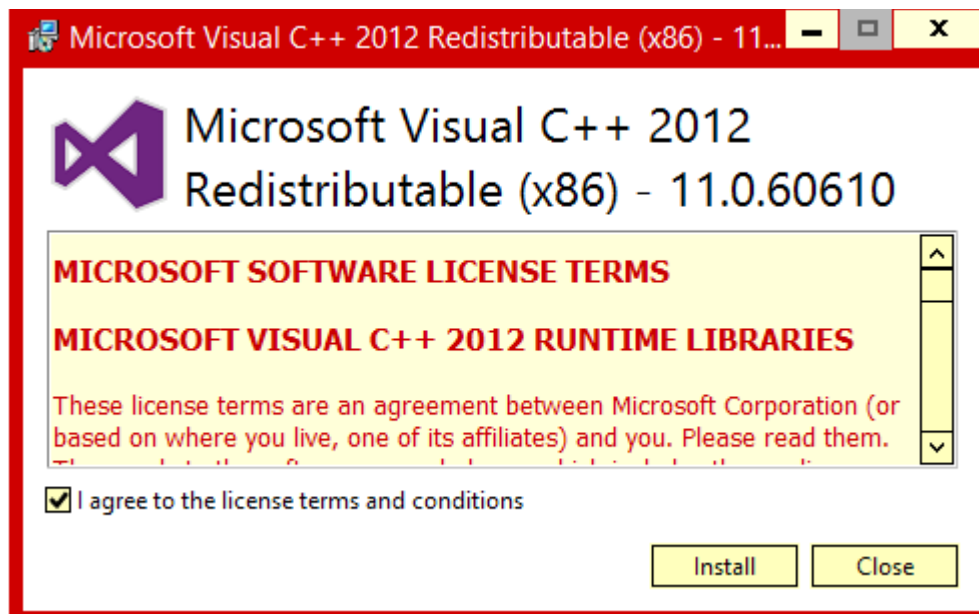 Microsoft Visual C++ 2012 Redistributable (x86) - 11...
Microsoft Visual C++ 2012
Redistributable (x86) - 11.0.60610
MICROSOFT SOFTWARE LICENSE TERMS
MICROSOFT VISUAL C++ 2012 RUNTIME LIBRARIES
These license terms are an agreement between Microsoft Corporation (or
based on where you live, one of its affiliates) and you. Please read them.
I agree to the license terms and conditions
Install
Close